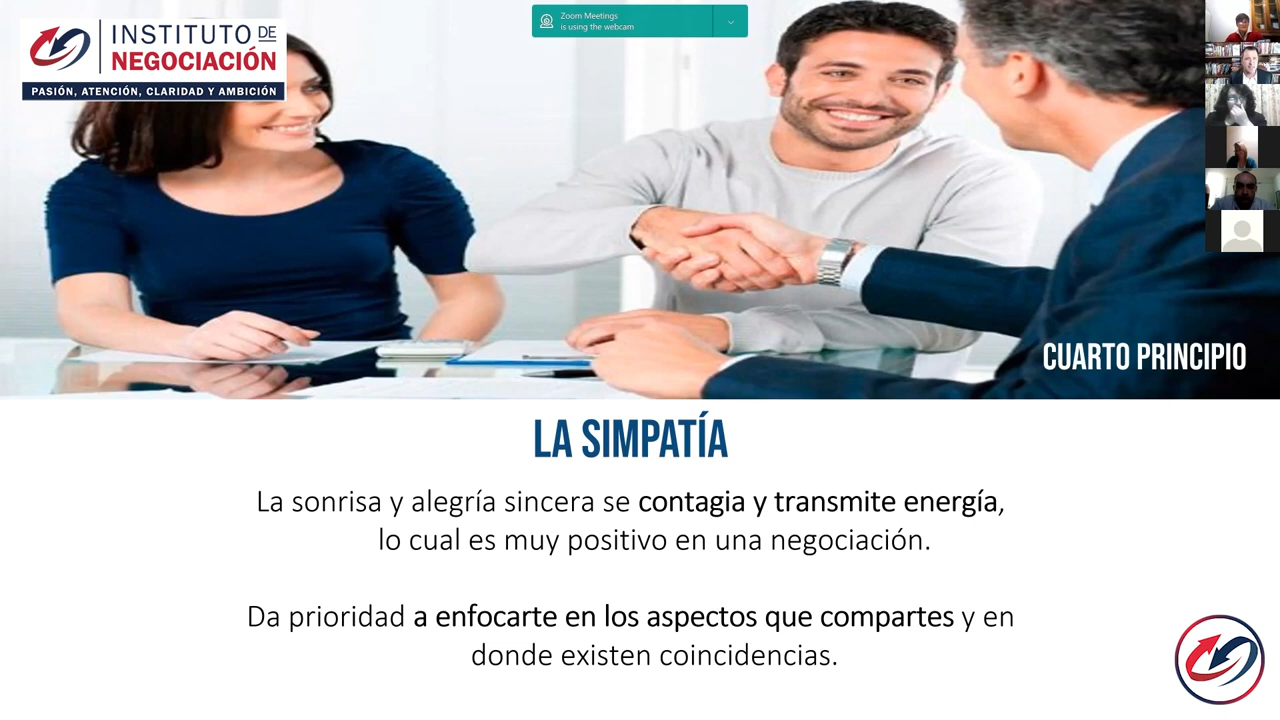 INSTITUTO DE
NEGOCIACIÓN
PASIÓN, ATENCIÓN, CLARIDAD Y AMBICIÓN
Zoom Meetings
is using the webcam
CUARTO PRINCIPIO
LA SIMPATÍA
La sonrisa y alegría sincera se contagia y transmite energía,
lo cual es muy positivo en una negociación.
Da prioridad a enfocarte en los aspectos que compartes y en
donde existen coincidencias.